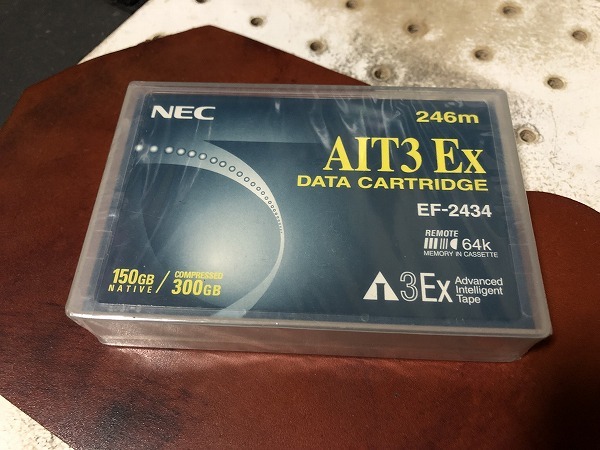 NEC
246m
AIT3 Ex
DATA CARTRIDGE
EF-2434
REMOTE
64k
MEMORY IN CASSETTE
150GB NATIVE / COMPRESSED 300GB
3Ex Advanced
Intelligent
Tape